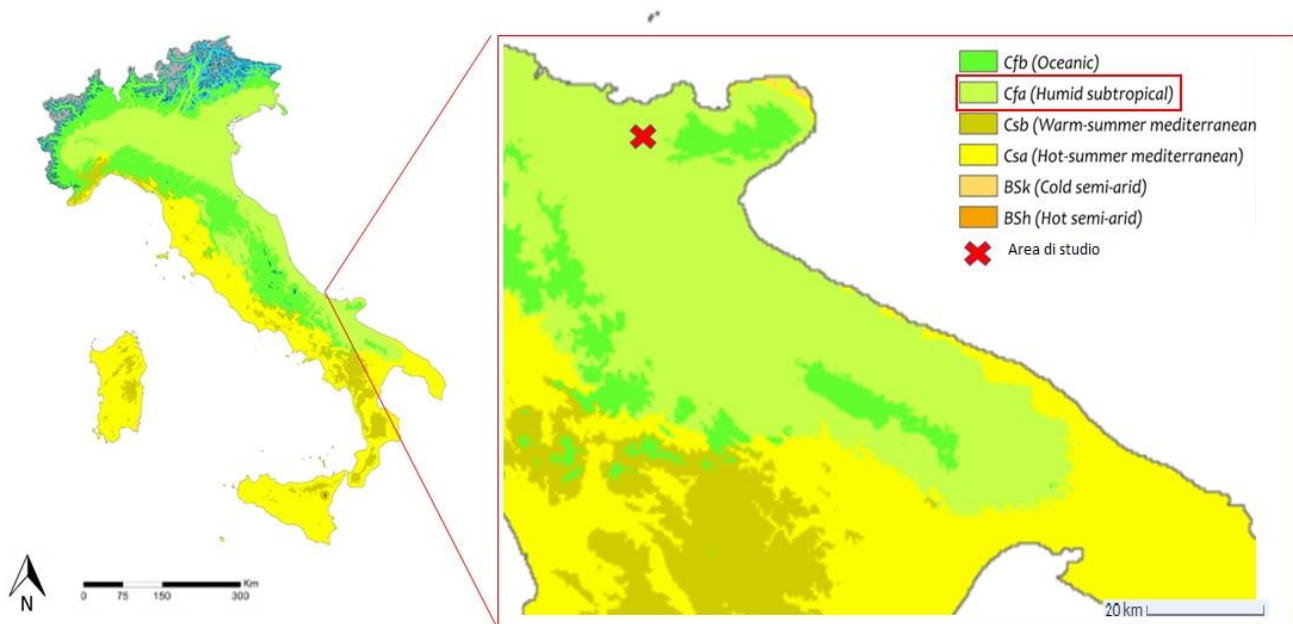 Cfb (Oceanic)
Cfa (Humid subtropical)
Csb (Warm-summer mediterranean
Csa (Hot-summer mediterranean)
BSk (Cold semi-arid)
BSh (Hot semi-arid)
Area di studio
N
Km
0 75 150 300
20 km